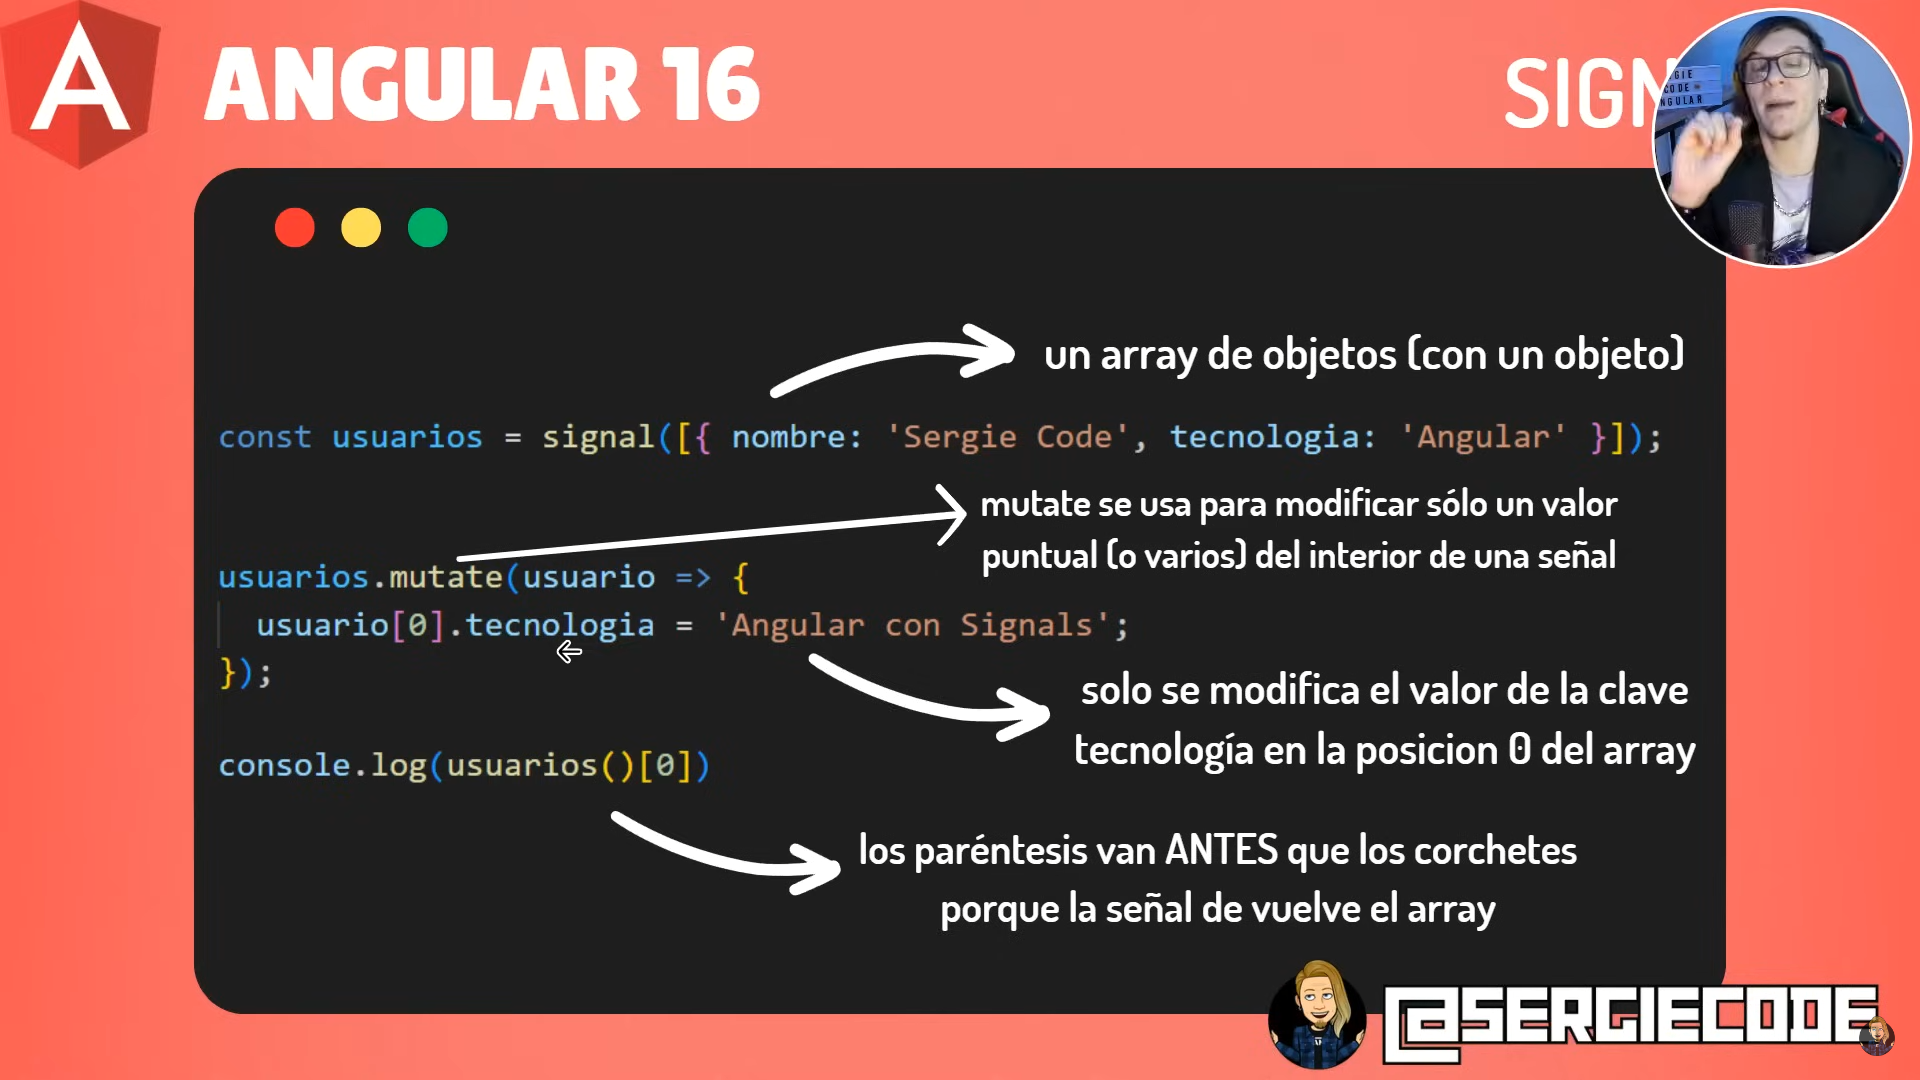 ANGULAR 16
SIGN
GIE
CODE
NGULAR
un array de objetos (con un objeto)
const usuarios = signal([{ nombre: 'Sergie Code', tecnologia: 'Angular' }]);
mutate se usa para modificar sólo un valor
puntual (o varios) del interior de una señal
usuarios.mutate(usuario => {
usuario[0].tecnologia = 'Angular con Signals';
});
solo se modifica el valor de la clave
tecnología en la posicion 0 del array
console.log(usuarios()[0])
los paréntesis van ANTES que los corchetes
porque la señal de vuelve el array
@SERGIECODE